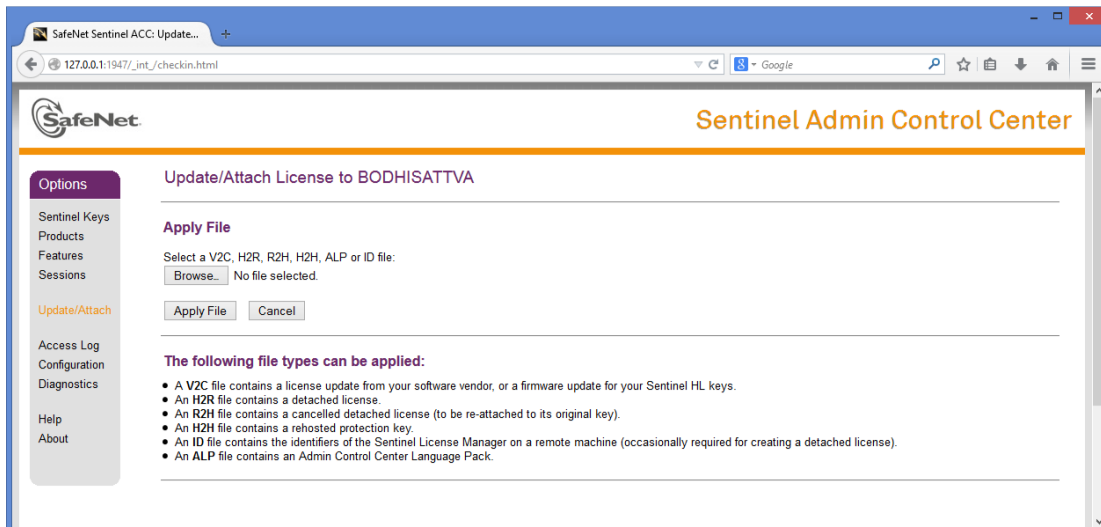 SafeNet Sentinel ACC: Update...
127.0.0.1:1947/_int_/checkin.html
Google
SafeNet.
Sentinel Admin Control Center
Options
Sentinel Keys
Products
Features
Sessions
Update/Attach
Access Log
Configuration
Diagnostics
Help
About
Update/Attach License to BODHISATTVA
Apply File
Select a V2C, H2R, R2H, H2H, ALP or ID file:
Browse... No file selected.
Apply File Cancel
The following file types can be applied:
• A V2C file contains a license update from your software vendor, or a firmware update for your Sentinel HL keys.
• An H2R file contains a detached license.
• An R2H file contains a cancelled detached license (to be re-attached to its original key).
• An H2H file contains a rehosted protection key.
• An ID file contains the identifiers of the Sentinel License Manager on a remote machine (occasionally required for creating a detached license).
• An ALP file contains an Admin Control Center Language Pack.